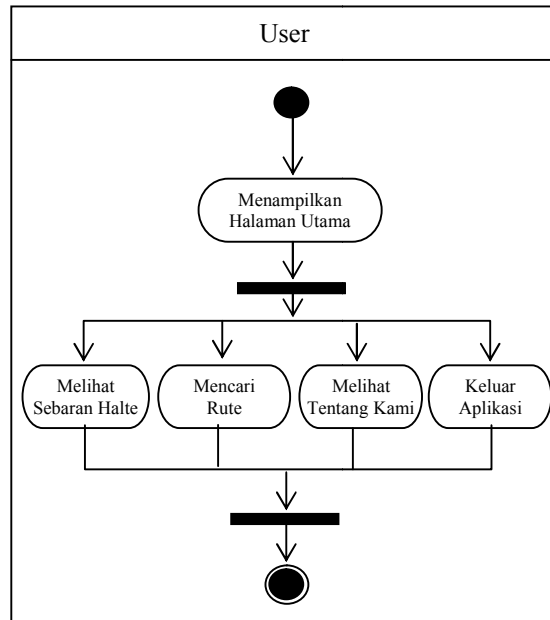 User
Menampilkan
Halaman Utama
Melihat
Sebaran Halte
Mencari
Rute
Melihat
Tentang Kami
Keluar
Aplikasi